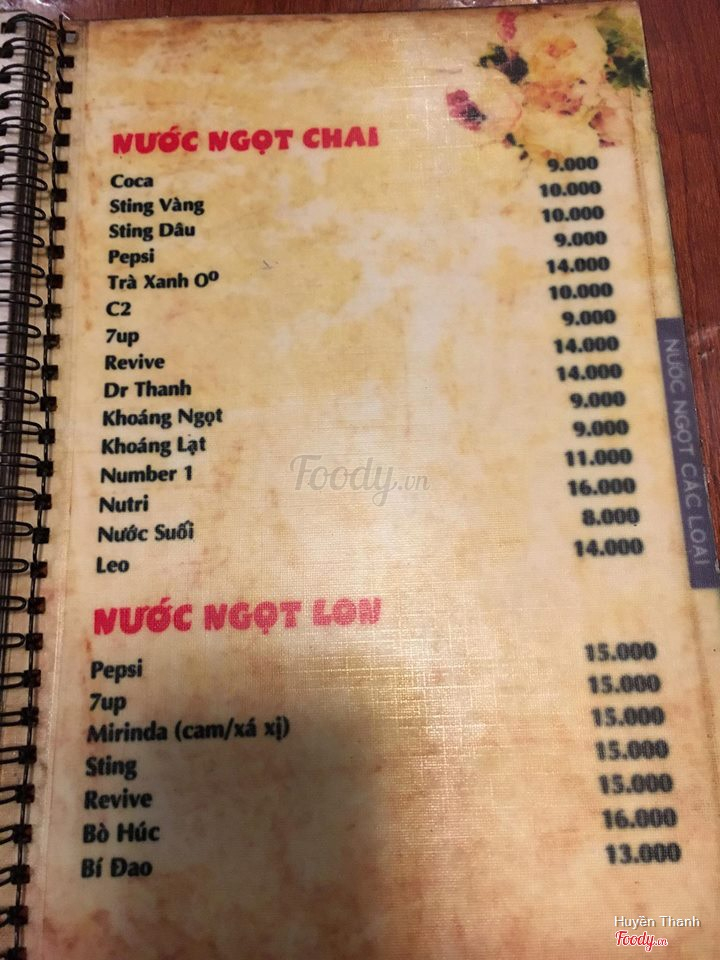 NƯỚC NGỌT CHAI
Coca 9.000
Sting Vàng 10.000
Sting Dâu 10.000
Pepsi 9.000
Trà Xanh Oº 14.000
C2 10.000
7up 9.000
Revive 14.000
Dr Thanh 14.000
Khoáng Ngọt 9.000
Khoáng Lạt 9.000
Number 1 11.000
Nutri 16.000
Nước Suối 8.000
Leo 14.000
NƯỚC NGỌT LON
Pepsi 15.000
7up 15.000
Mirinda (cam/xá xị) 15.000
Sting 15.000
Revive 15.000
Bò Húc 16.000
Bí Đao 13.000
NƯỚC NGỌT CÁC LOẠI
Foody.vn
Huyền Thanh
Foody.vn